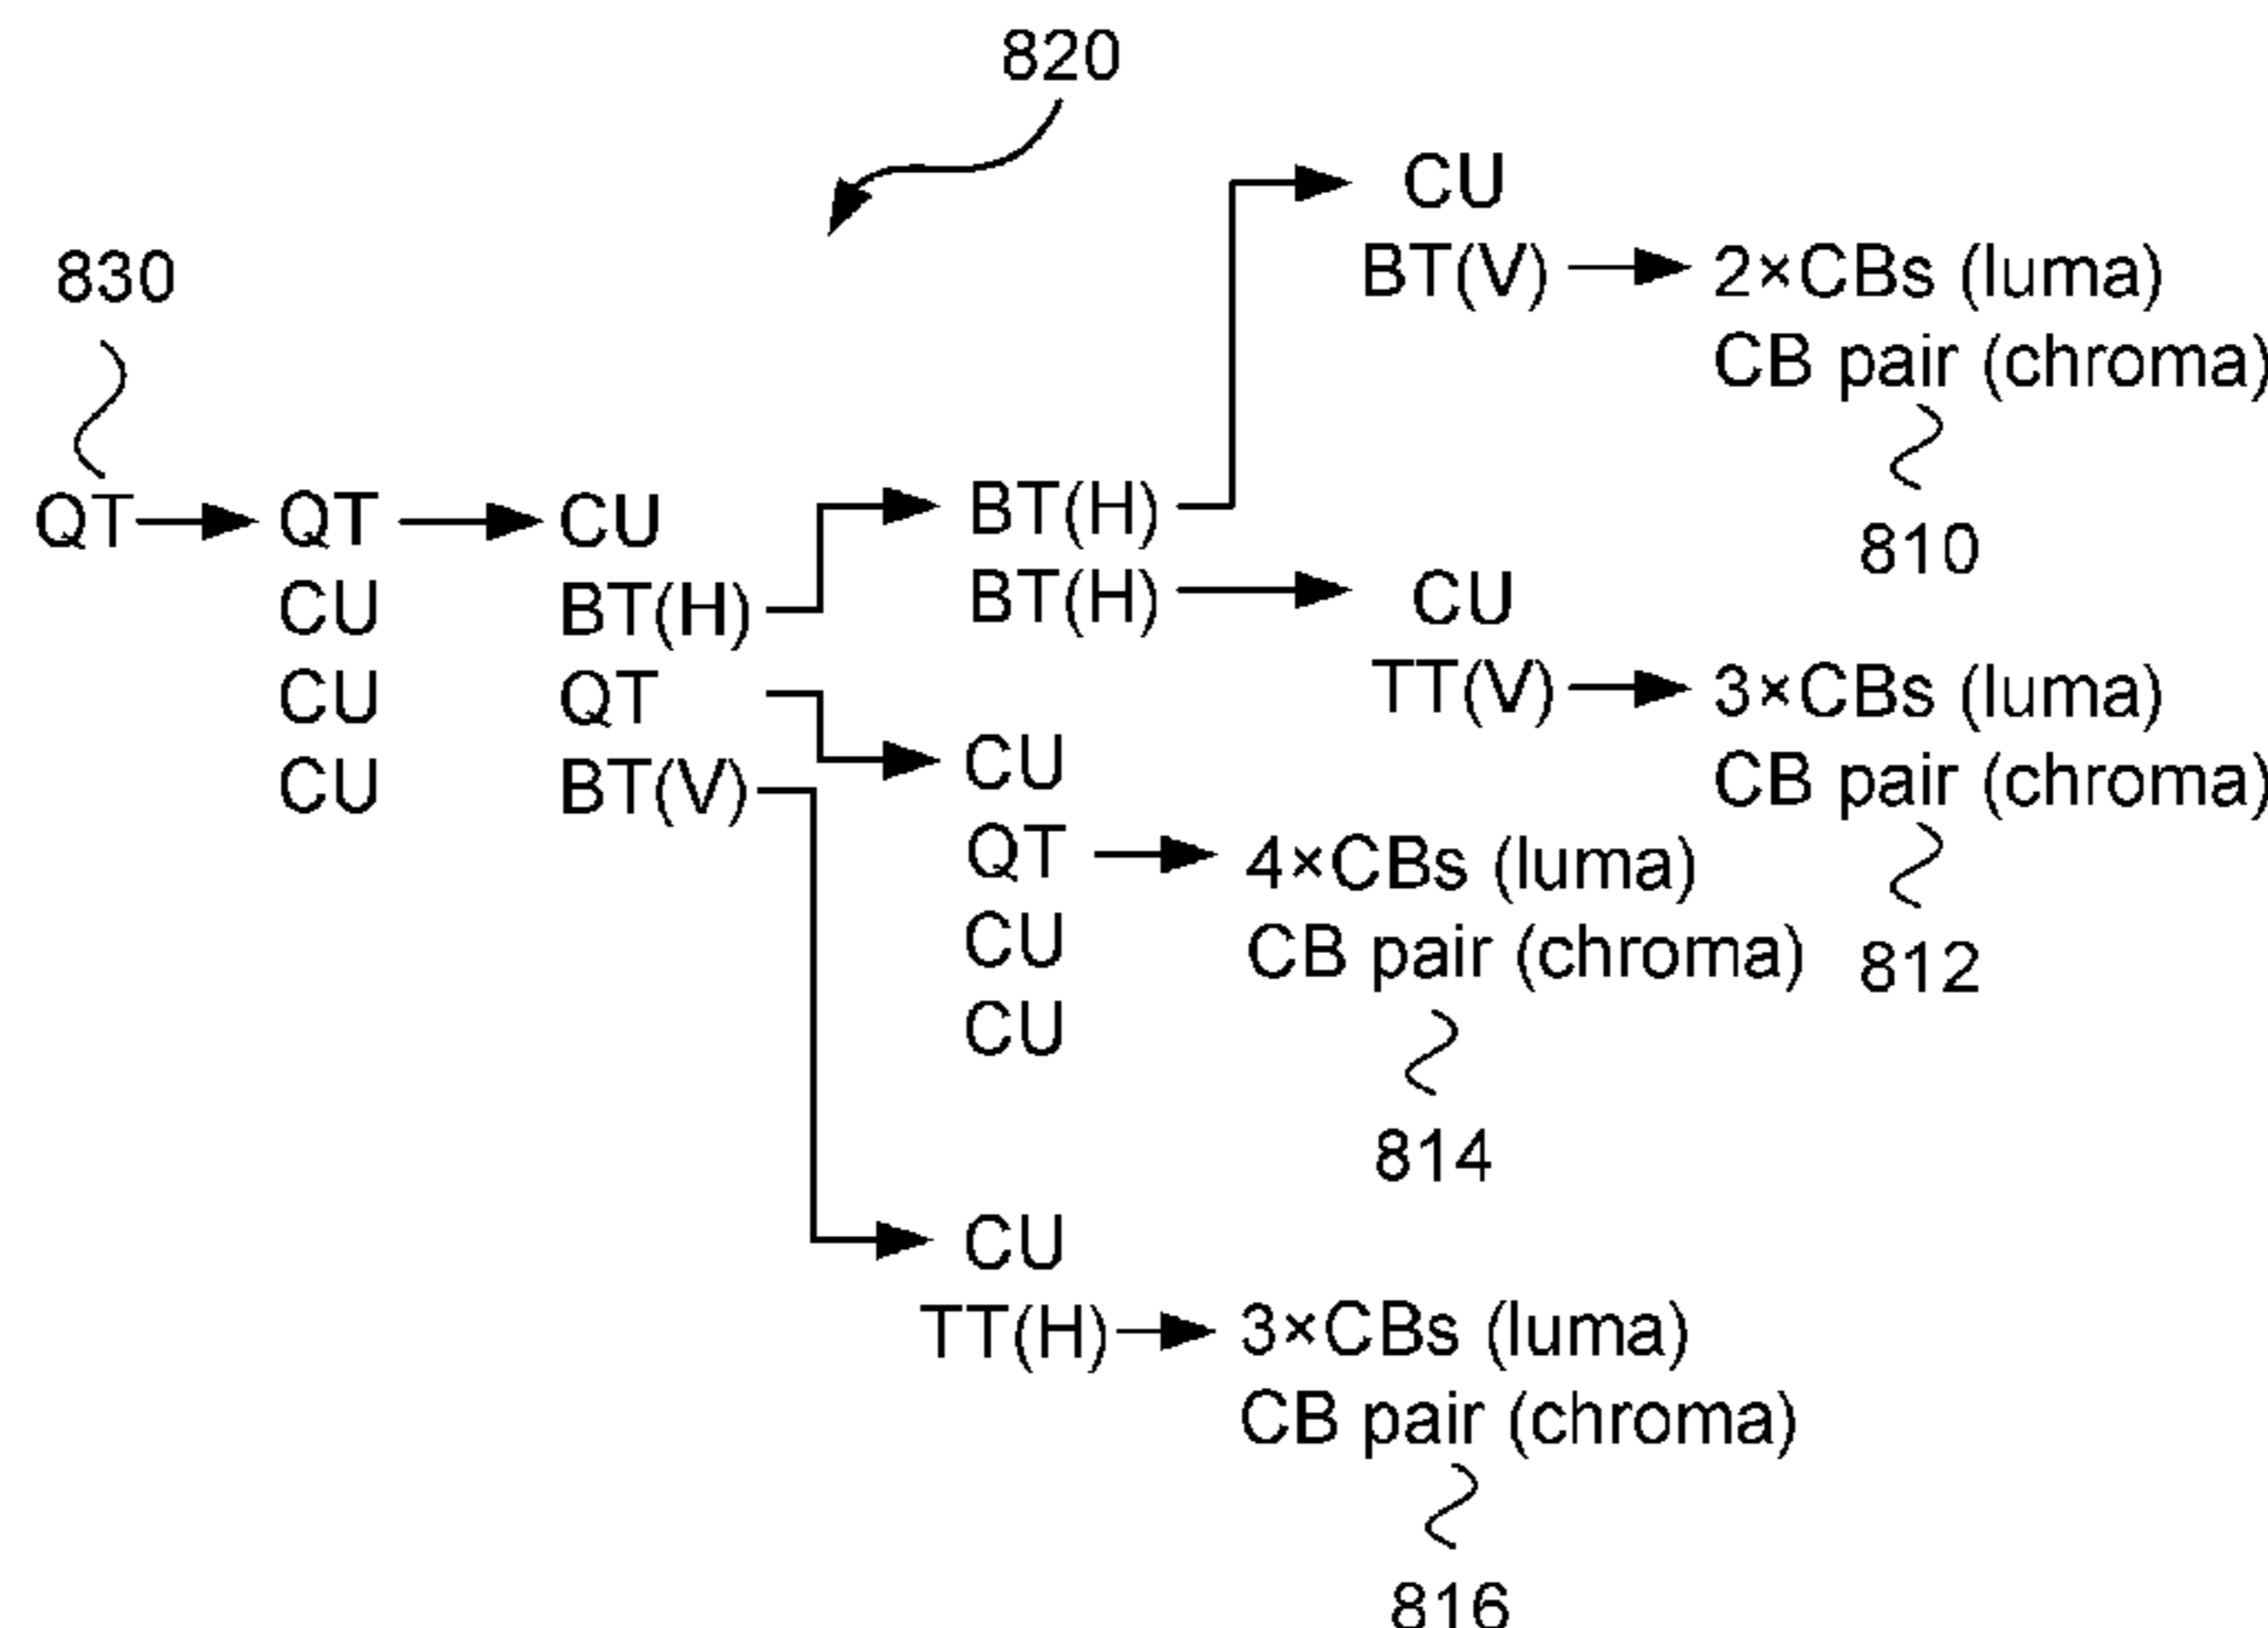 820
830
QT
QT
CU
CU
CU
CU
BT(H)
QT
BT(V)
BT(H)
BT(H)
CU
BT(V)
2×CBs (luma)
CB pair (chroma)
810
CU
TT(V)
3×CBs (luma)
CB pair (chroma)
812
CU
QT
CU
CU
4×CBs (luma)
CB pair (chroma)
814
CU
TT(H)
3×CBs (luma)
CB pair (chroma)
816